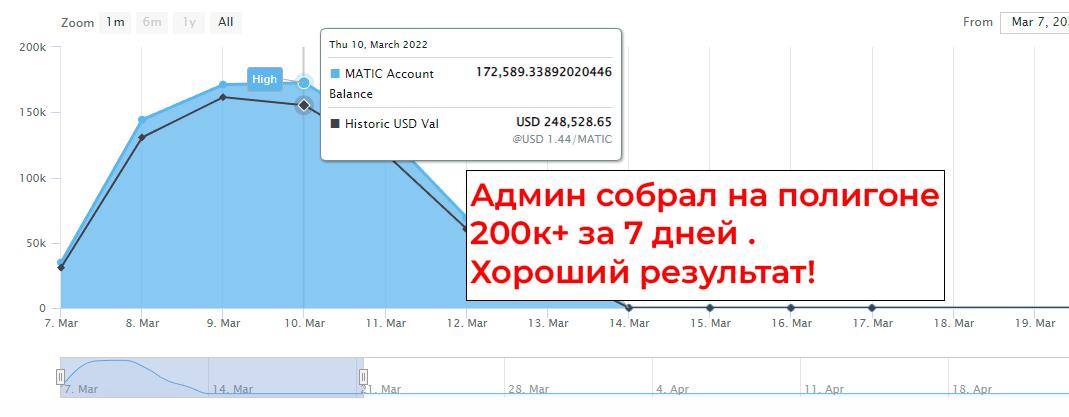 Zoom 1m 6m 1y All From Mar 7, 20
200k
150k
100k
50k
0
High
Thu 10, March 2022
MATIC Account Balance 172,589.33892020446
Historic USD Val USD 248,528.65
@USD 1.44/MATIC
Админ собрал на полигоне
200к+ за 7 дней .
Хороший результат!
7. Mar 8. Mar 9. Mar 10. Mar 11. Mar 12. Mar 13. Mar 14. Mar 15. Mar 16. Mar 17. Mar 18. Mar 19. Mar
7. Mar 14. Mar 21. Mar 28. Mar 4. Apr 11. Apr 18. Apr